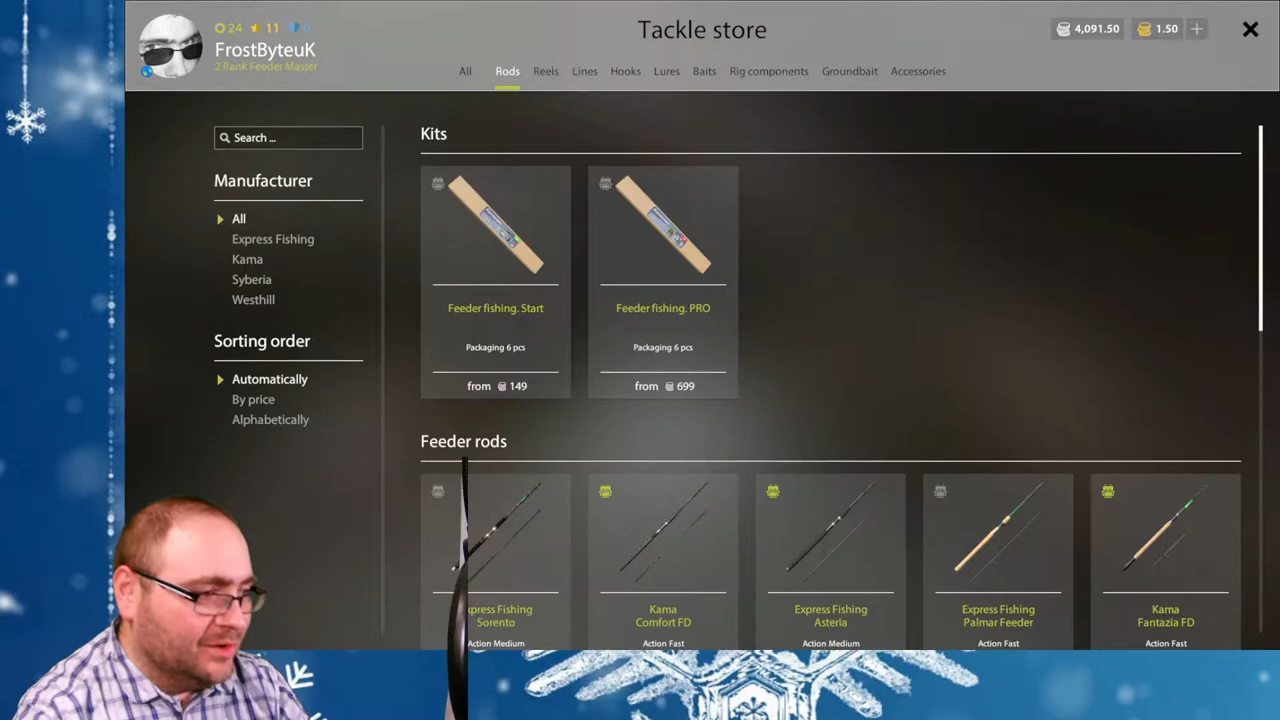 24 11 0
FrostByteuK
2 Rank Feeder Master
Tackle store
4,091.50 1.50 +
All Rods Reels Lines Hooks Lures Baits Rig components Groundbait Accessories
Search ...
Manufacturer
All
Express Fishing
Kama
Syberia
Westhill
Sorting order
Automatically
By price
Alphabetically
Kits
Feeder fishing. Start
Packaging 6 pcs
from 149
Feeder fishing. PRO
Packaging 6 pcs
from 699
Feeder rods
xpress Fishing
Sorento
Action Medium
Kama
Comfort FD
Action Fast
Express Fishing
Asteria
Action Medium
Express Fishing
Palmar Feeder
Action Fast
Kama
Fantazia FD
Action Fast